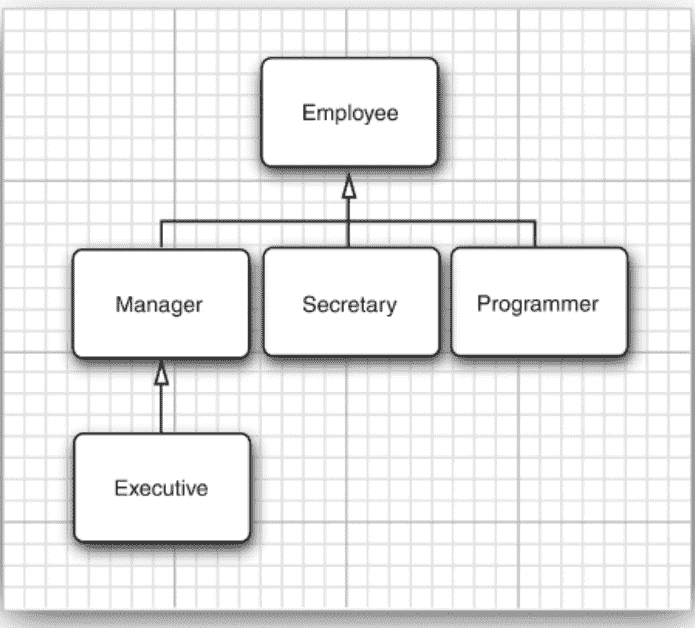 Employee
Manager
Secretary
Programmer
Executive